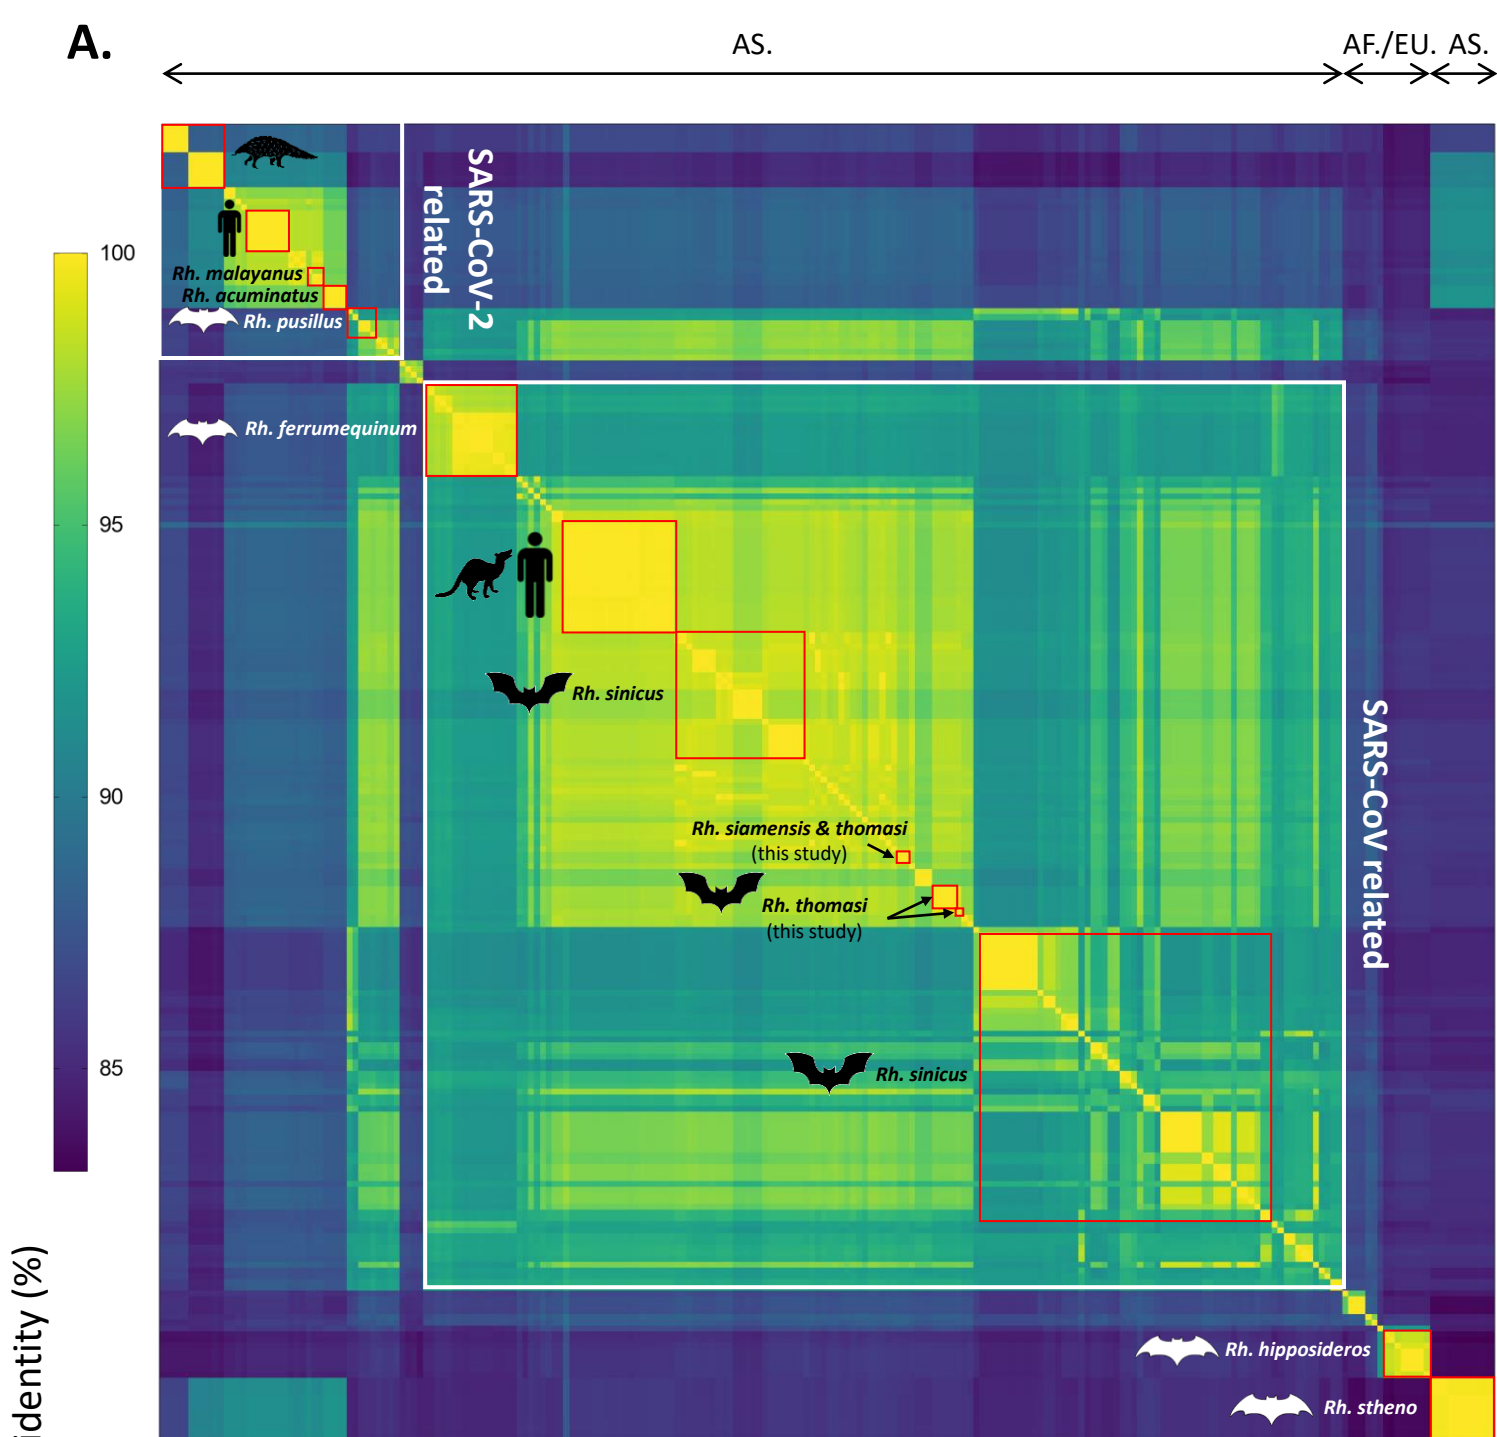 A.
AS.
AF./EU.
AS.
SARS-CoV-2
related
100
95
90
85
identity (%)
Rh. malayanus
Rh. acuminatus
Rh. pusillus
Rh. ferrumequinum
Rh. sinicus
Rh. siamensis & thomasi
(this study)
Rh. thomasi
(this study)
SARS-CoV related
Rh. sinicus
Rh. hipposideros
Rh. stheno